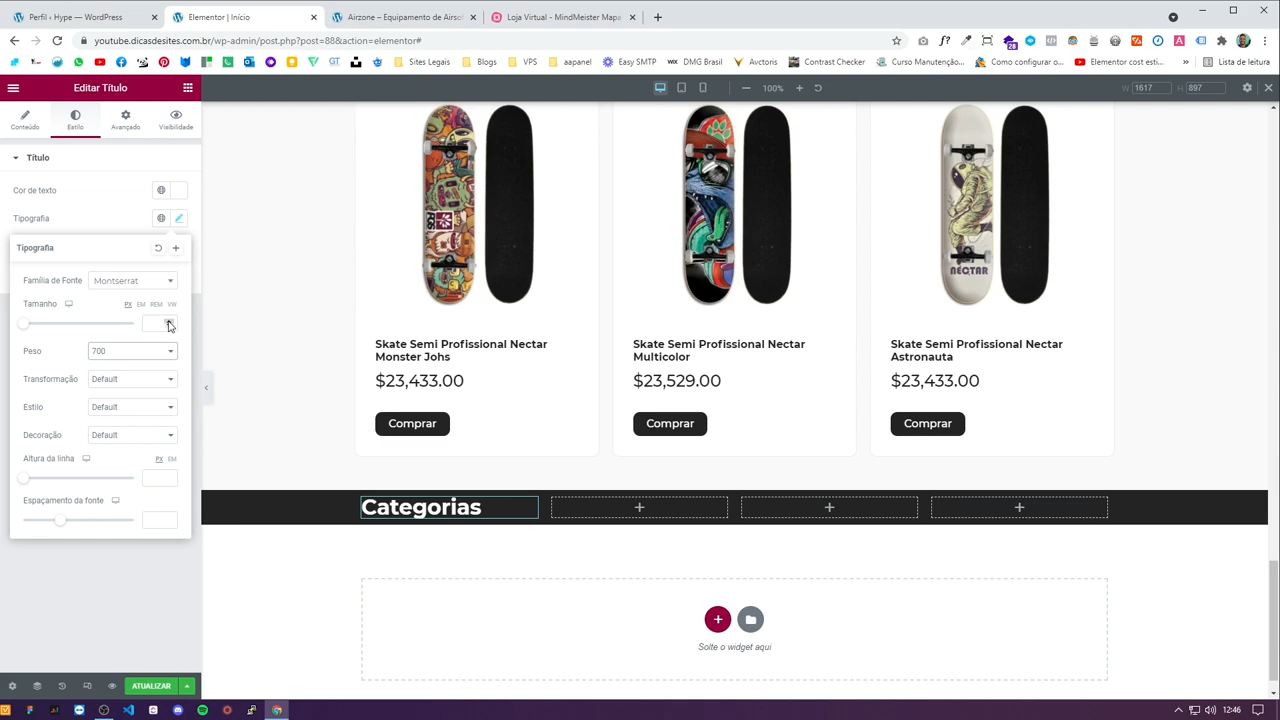 Perfil ‹ Hype — WordPress
Elementor | Início
Airzone – Equipamento de Airsof
Loja Virtual - MindMeister Mapa
youtube.dicasdesites.com.br/wp-admin/post.php?post=88&action=elementor#
28
Sites Legais
Blogs
VPS
aapanel
Easy SMTP
DMG Brasil
Avctoris
Contrast Checker
Curso Manutenção...
Como configurar o...
Elementor cost esti...
»
Lista de leitura
Editar Título
100%
W 1617
H 897
Conteúdo
Estilo
Avançado
Visibilidade
Título
Cor de texto
Tipografia
Tipografia
Família de Fonte
Montserrat
Tamanho
PX EM REM VW
Peso
700
Transformação
Default
Estilo
Default
Decoração
Default
Altura da linha
PX EM
Espaçamento da fonte
NECTAR
Skate Semi Profissional Nectar
Monster Johs
$23,433.00
Comprar
Skate Semi Profissional Nectar
Multicolor
$23,529.00
Comprar
Skate Semi Profissional Nectar
Astronauta
$23,433.00
Comprar
Categorias
Solte o widget aqui
ATUALIZAR
12:46